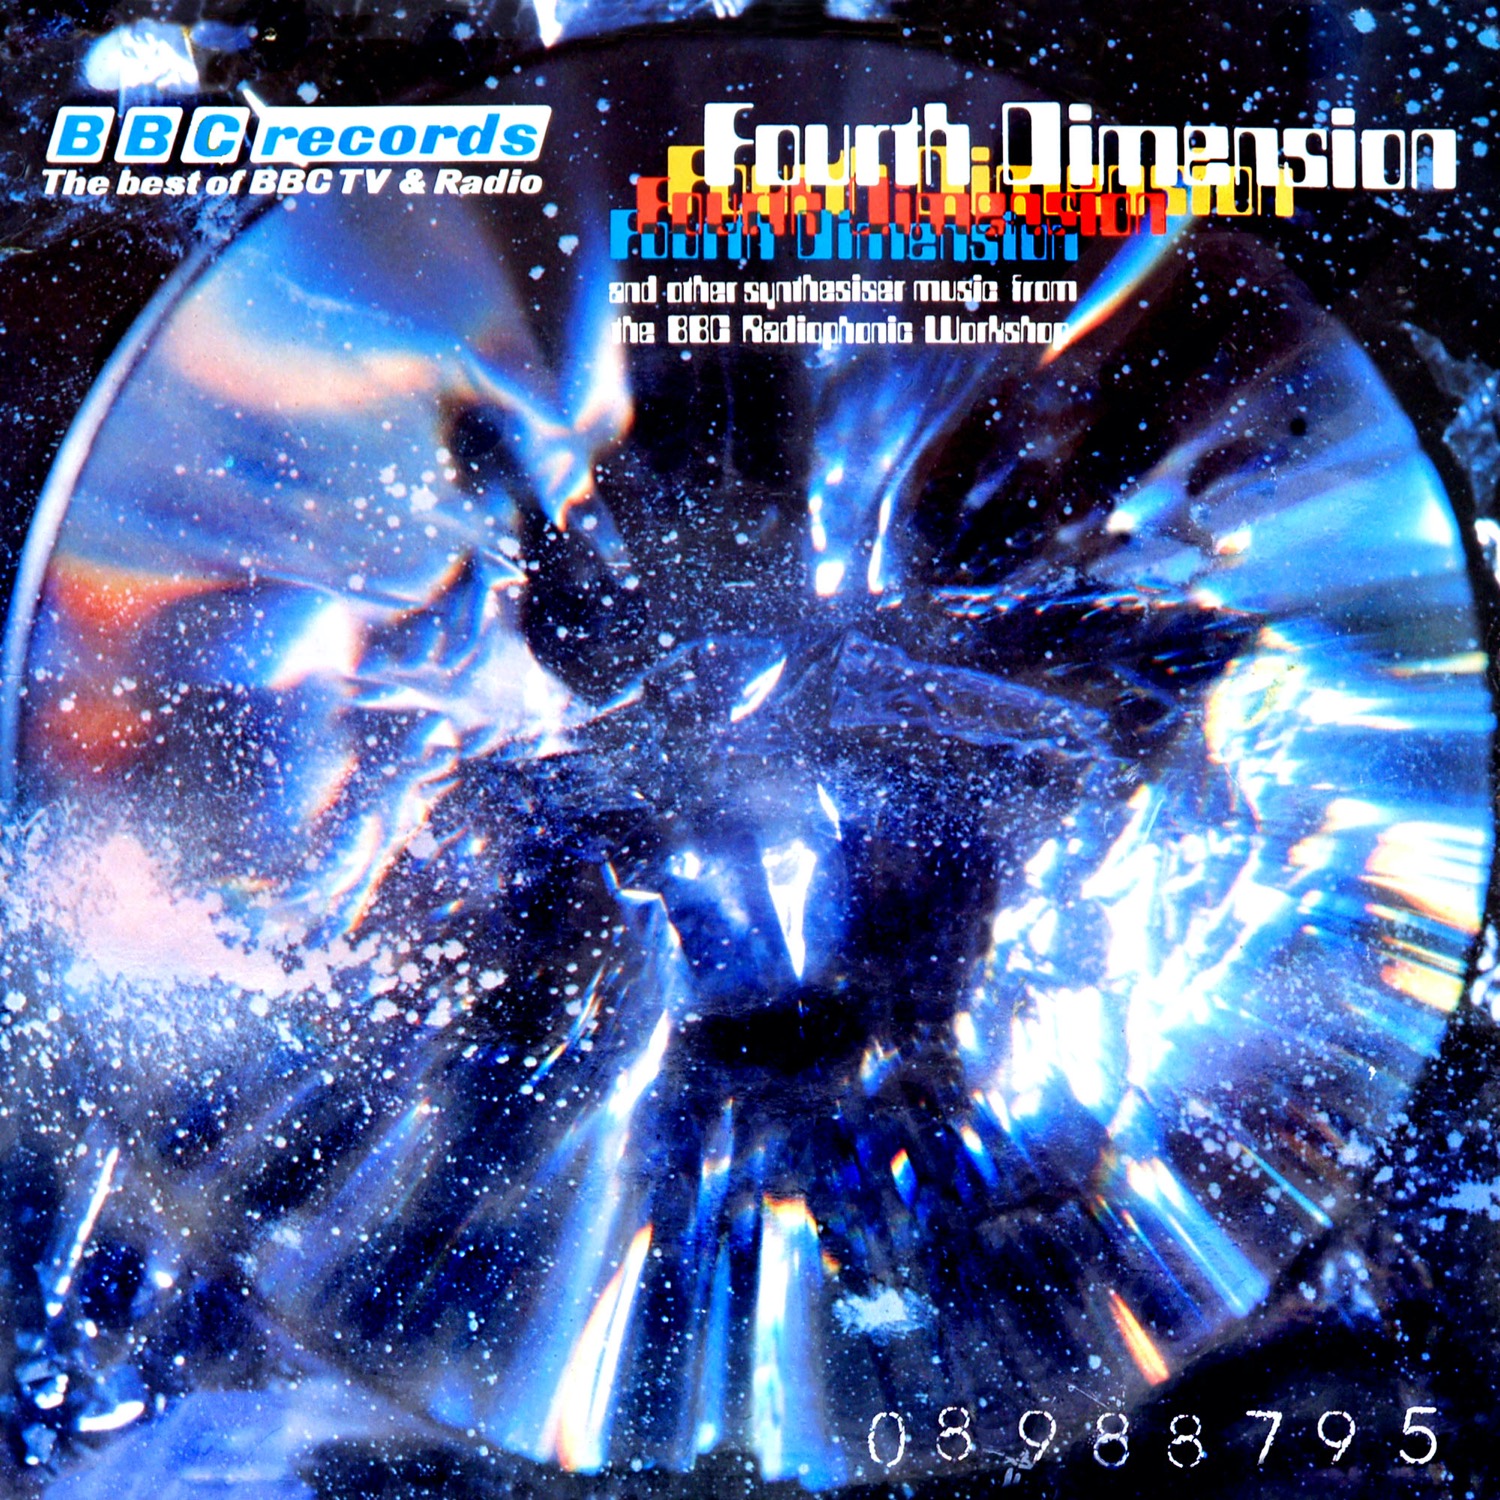 BBC records
The best of BBC TV & Radio
Fourth Dimension
Fourth Dimension
Fourth Dimension
Fourth Dimension
and other synthesiser music from
the BBC Radiophonic Workshop
08988795